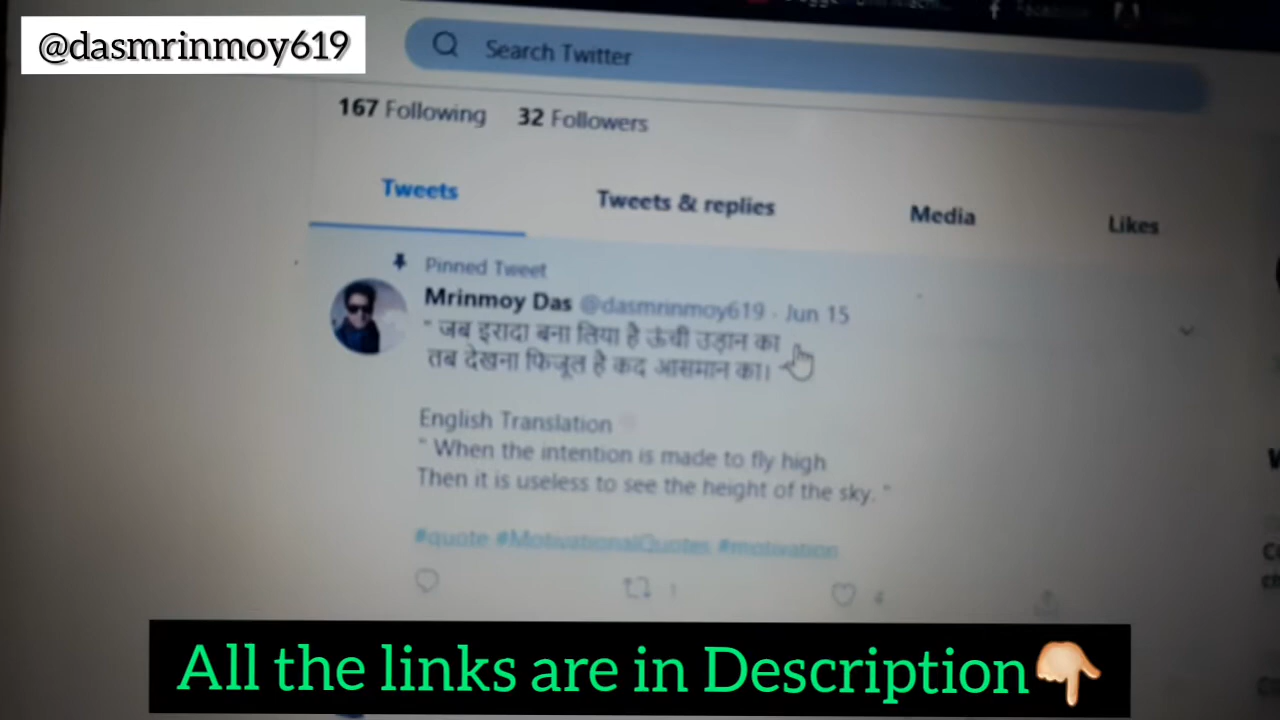 @dasmrinmoy619
Search Twitter
167 Following 32 Followers
Tweets Tweets & replies Media Likes
Pinned Tweet
Mrinmoy Das @dasmrinmoy619 · Jun 15
" जब इरादा बना लिया है ऊंची उड़ान का
तब देखना फिजूल है कद आसमान का।
English Translation
" When the intention is made to fly high
Then it is useless to see the height of the sky. "
#quote #MotivationalQuotes #motivation
1 4
All the links are in Description👇